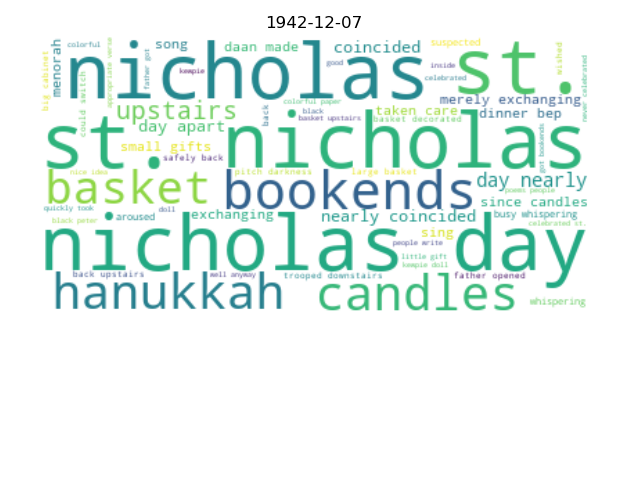 1942-12-07
nicholas st.
menorah
big cabinet
colorful
could switch
appropriate verse
father got
song
kempie
daan made
good
coincided
inside
celebrated
suspected
wished
never celebrated
upstairs
back
colorful paper
black
basket upstairs
taken care
basket decorated
merely exchanging
dinner bep
st. nicholas
day apart
small gifts
safely back
got bookends
nice idea
pitch darkness
large basket
basket bookends
day nearly
poems people
since candles
quickly took
doll
black peter
aroused
exchanging
nearly coincided
busy whispering
celebrated st.
sing
people write
nicholas day
little gift
kempie doll
back upstairs
well anyway
trooped downstairs
father opened
hanukkah candles
whispering